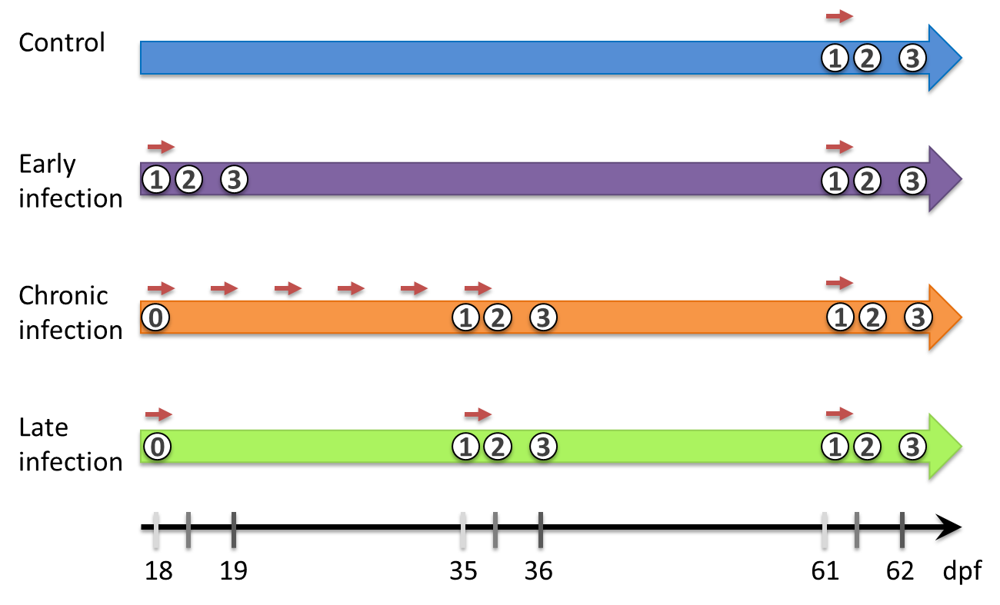 Control
1 2 3
Early
infection
1 2 3 1 2 3
Chronic
infection
0 1 2 3 1 2 3
Late
infection
0 1 2 3 1 2 3
18 19 35 36 61 62 dpf